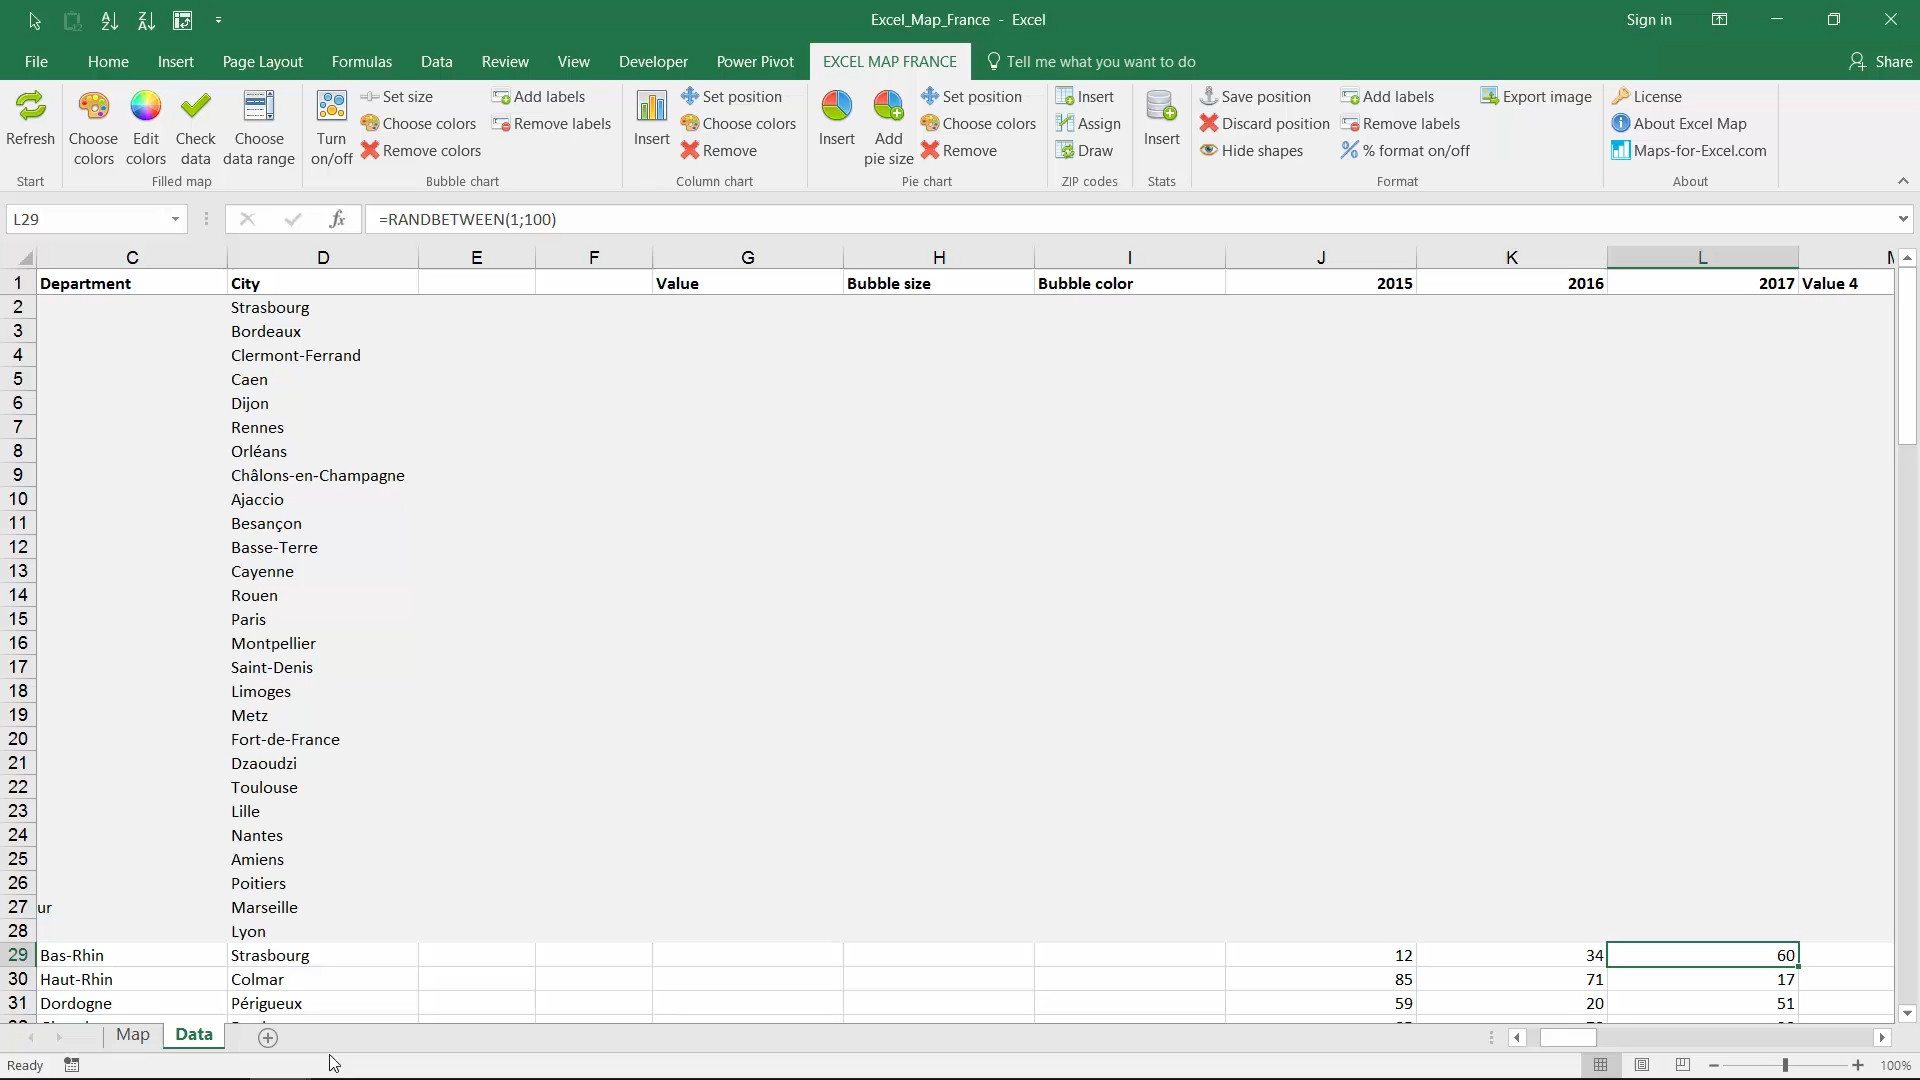 Excel_Map_France - Excel
Sign in
File Home Insert Page Layout Formulas Data Review View Developer Power Pivot EXCEL MAP FRANCE Tell me what you want to do Share
Refresh
Start
Choose colors
Edit colors
Check data
Choose data range
Filled map
Turn on/off
Set size
Choose colors
Remove colors
Add labels
Remove labels
Bubble chart
Insert
Set position
Choose colors
Remove
Column chart
Insert
Add pie size
Set position
Choose colors
Remove
Pie chart
Insert
Assign
Draw
ZIP codes
Insert
Stats
Save position
Discard position
Hide shapes
Add labels
Remove labels
% format on/off
Export image
Format
License
About Excel Map
Maps-for-Excel.com
About
L29 fx =RANDBETWEEN(1;100)
C D E F G H I J K L
1 Department City Value Bubble size Bubble color 2015 2016 2017 Value 4
2 Strasbourg
3 Bordeaux
4 Clermont-Ferrand
5 Caen
6 Dijon
7 Rennes
8 Orléans
9 Châlons-en-Champagne
10 Ajaccio
11 Besançon
12 Basse-Terre
13 Cayenne
14 Rouen
15 Paris
16 Montpellier
17 Saint-Denis
18 Limoges
19 Metz
20 Fort-de-France
21 Dzaoudzi
22 Toulouse
23 Lille
24 Nantes
25 Amiens
26 Poitiers
27 ur Marseille
28 Lyon
29 Bas-Rhin Strasbourg 12 34 60
30 Haut-Rhin Colmar 85 71 17
31 Dordogne Périgueux 59 20 51
Map Data
Ready 100%